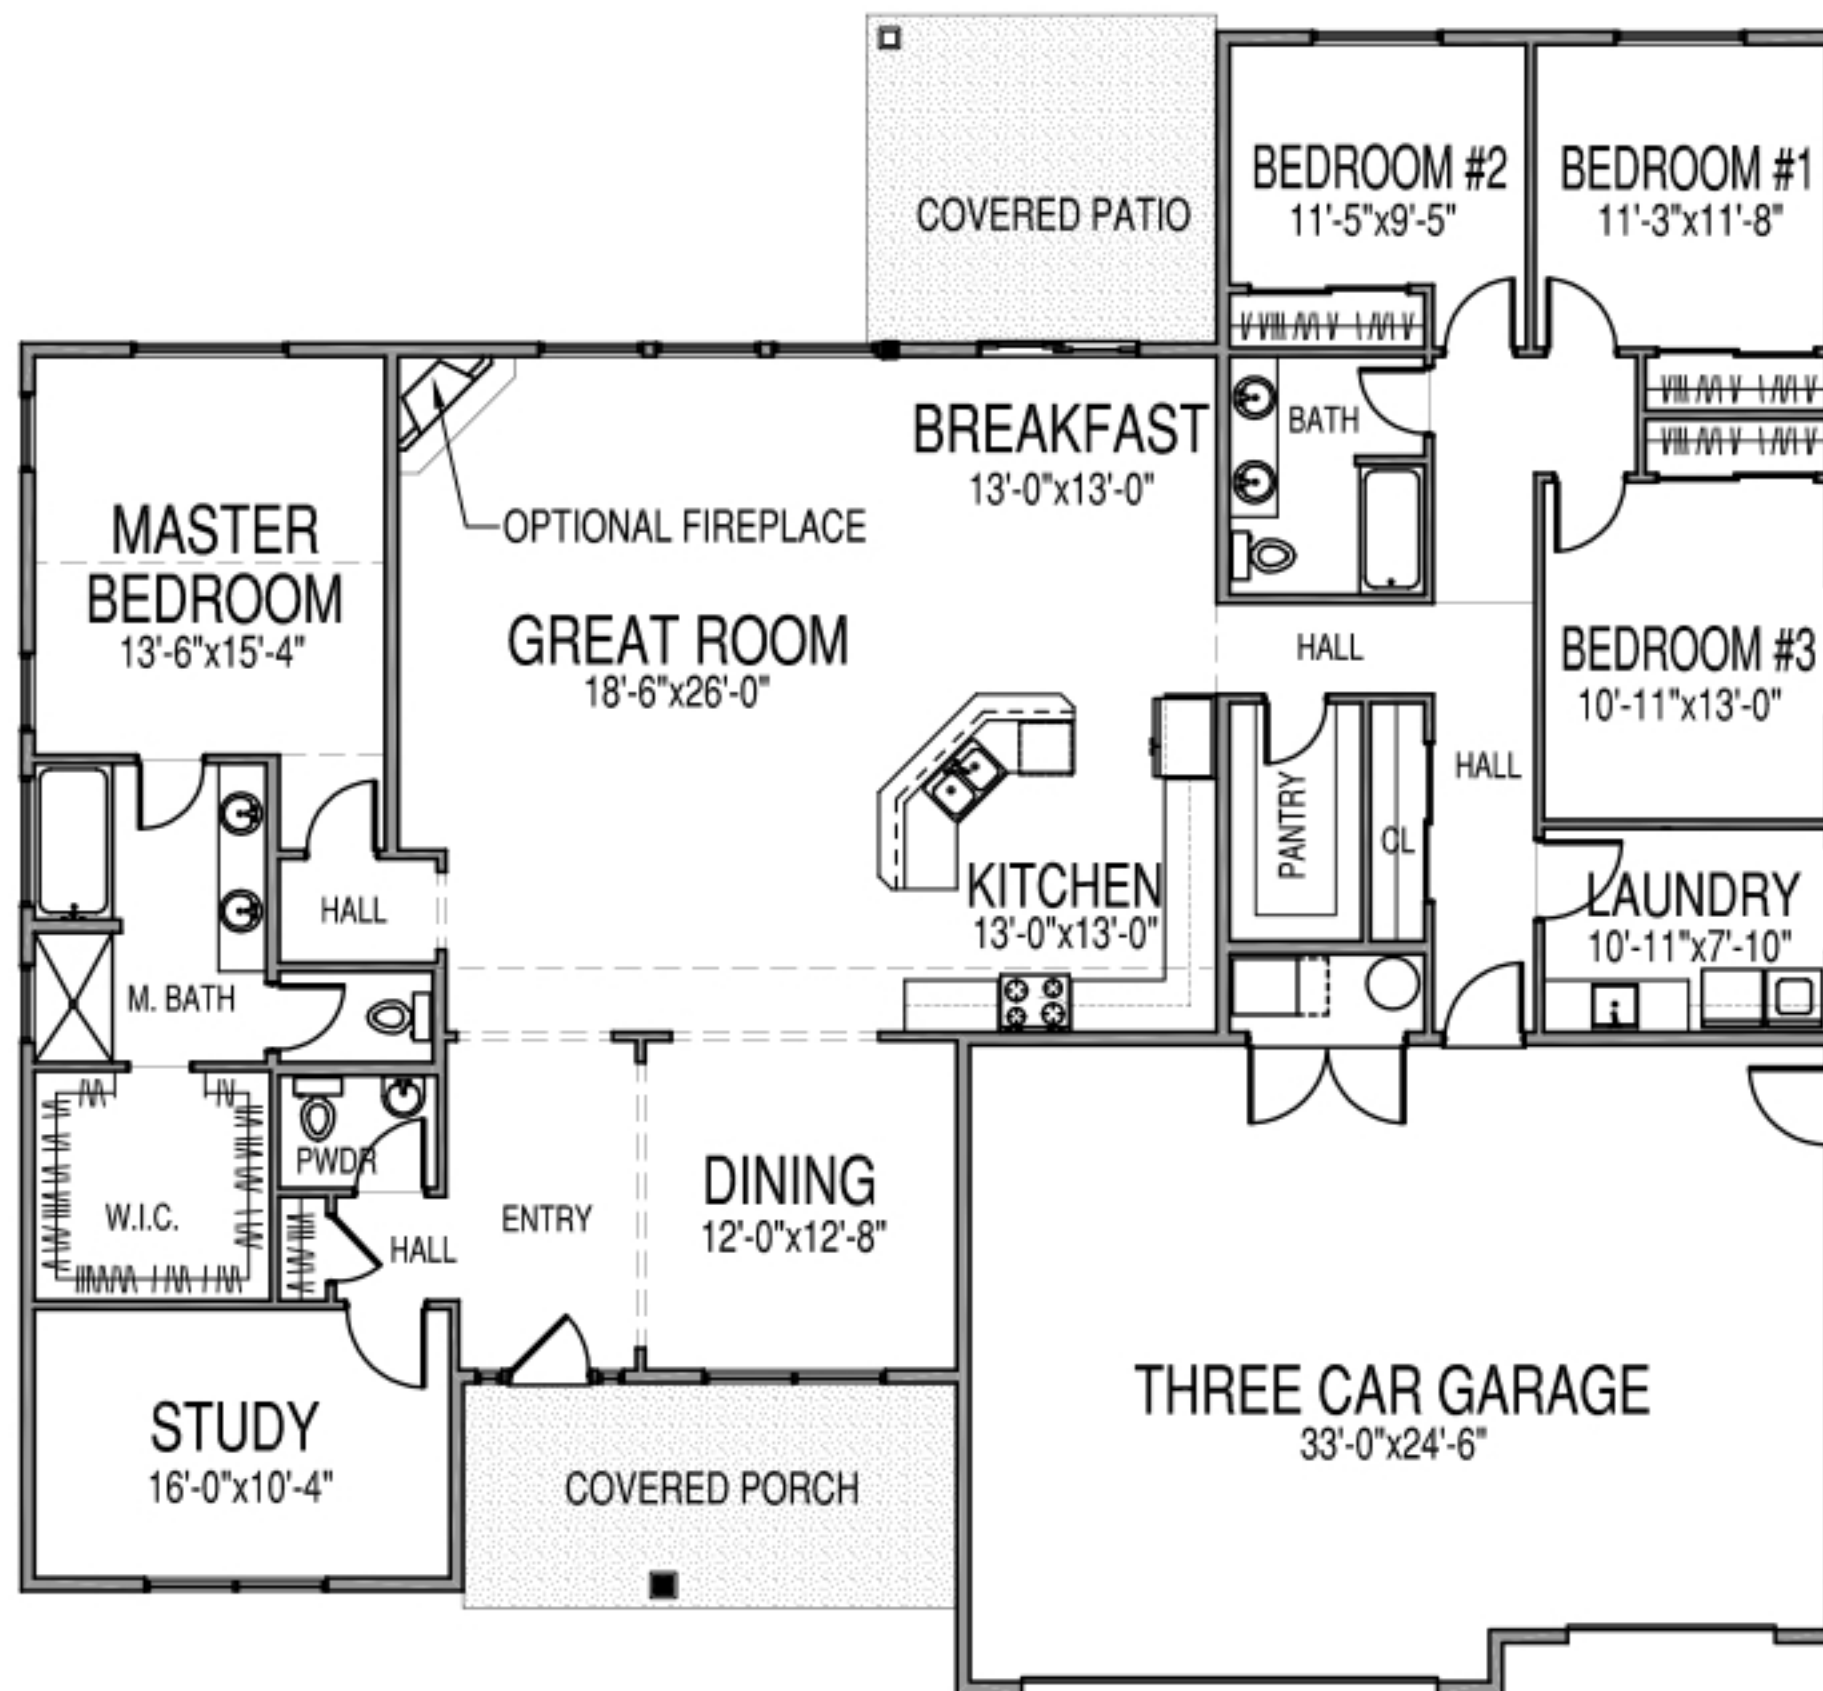 BEDROOM #2
11'-5"x9'-5"
BEDROOM #1
11'-3"x11'-8"
COVERED PATIO
BATH
BREAKFAST
13'-0"x13'-0"
OPTIONAL FIREPLACE
MASTER
BEDROOM
13'-6"x15'-4"
GREAT ROOM
18'-6"x26'-0"
HALL
BEDROOM #3
10'-11"x13'-0"
HALL
PANTRY
CL
KITCHEN
13'-0"x13'-0"
LAUNDRY
10'-11"x7'-10"
HALL
M. BATH
PWDR
W.I.C.
HALL
ENTRY
DINING
12'-0"x12'-8"
STUDY
16'-0"x10'-4"
COVERED PORCH
THREE CAR GARAGE
33'-0"x24'-6"